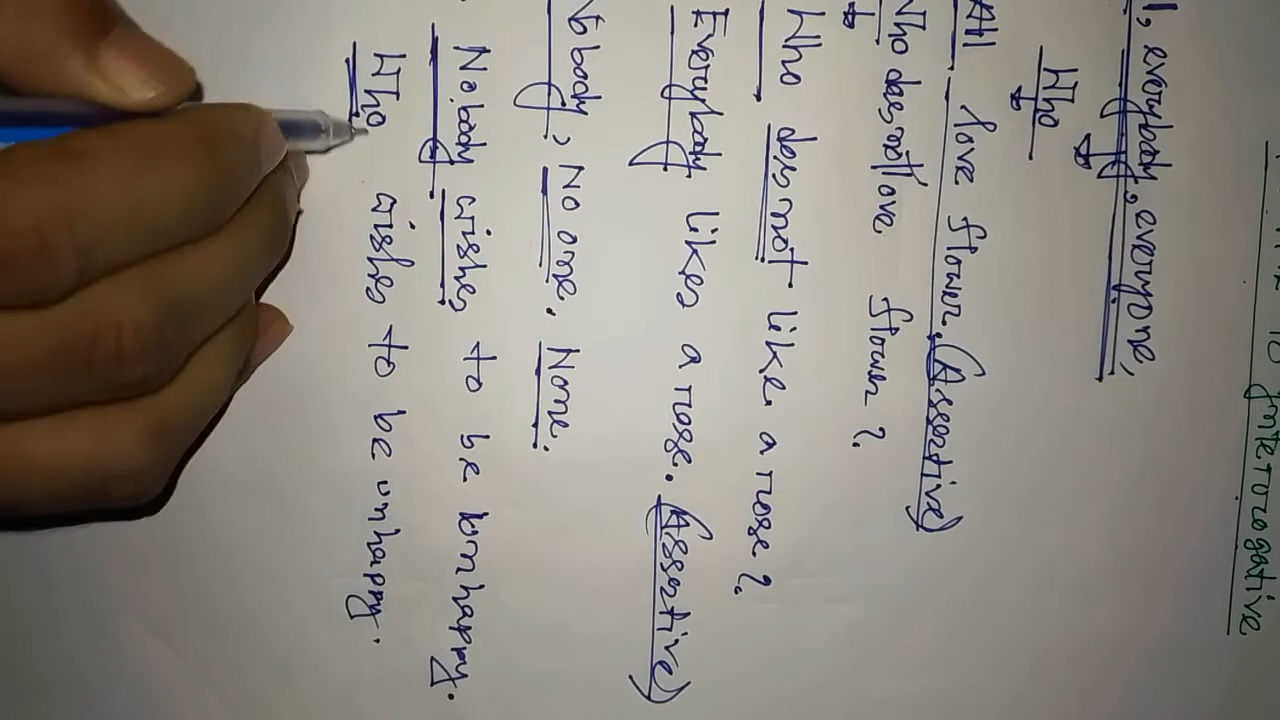 to Interrogative
everybody, everyone,
Who
All love flower. (Assertive)
Who does not love flower?
Who does not like a rose?
Everybody likes a rose. (Assertive)
Nobody, No one, None.
Nobody wishes to be unhappy.
Who wishes to be unhappy.